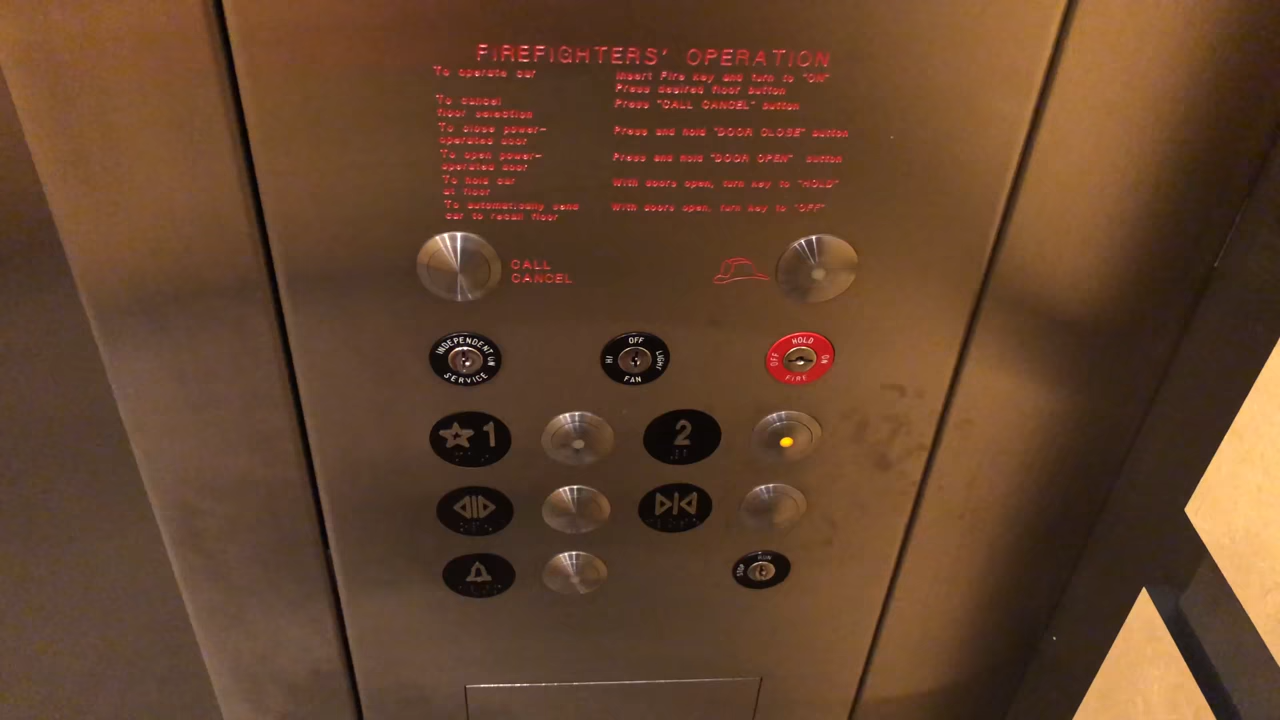 FIREFIGHTERS' OPERATION
To operate car
Insert Fire key and turn to "ON"
Press desired floor button
To cancel
floor selection
Press "CALL CANCEL" button
To close power-
operated door
Press and hold "DOOR CLOSE" button
To open power-
operated door
Press and hold "DOOR OPEN" button
To hold car
at floor
With doors open, turn key to "HOLD"
To automatically send
car to recall floor
With doors open, turn key to "OFF"
CALL
CANCEL
INDEPENDENT ON
SERVICE
OFF
HI LIGHT
FAN
HOLD
OFF ON
FIRE
1 2
STOP RUN